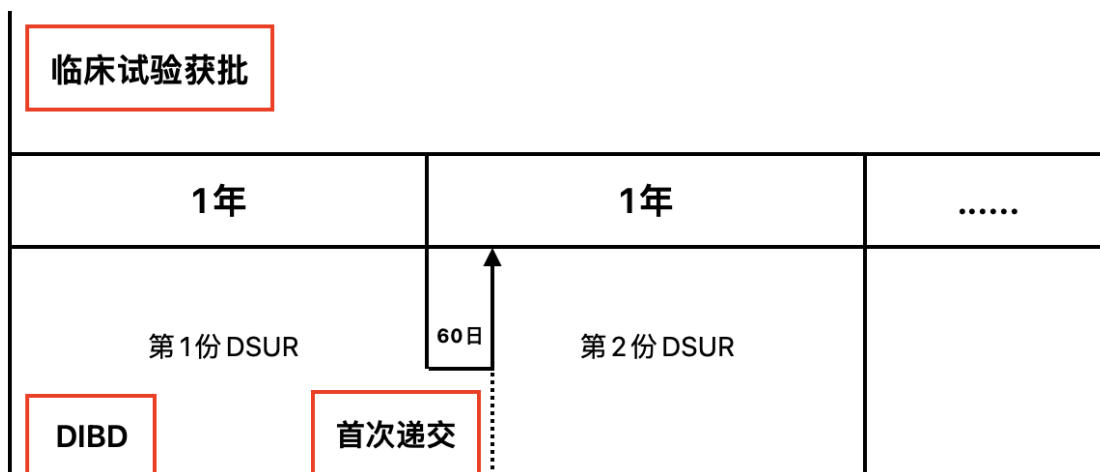 临床试验获批
1年
1年
......
第1份DSUR
60日
第2份DSUR
DIBD
首次递交